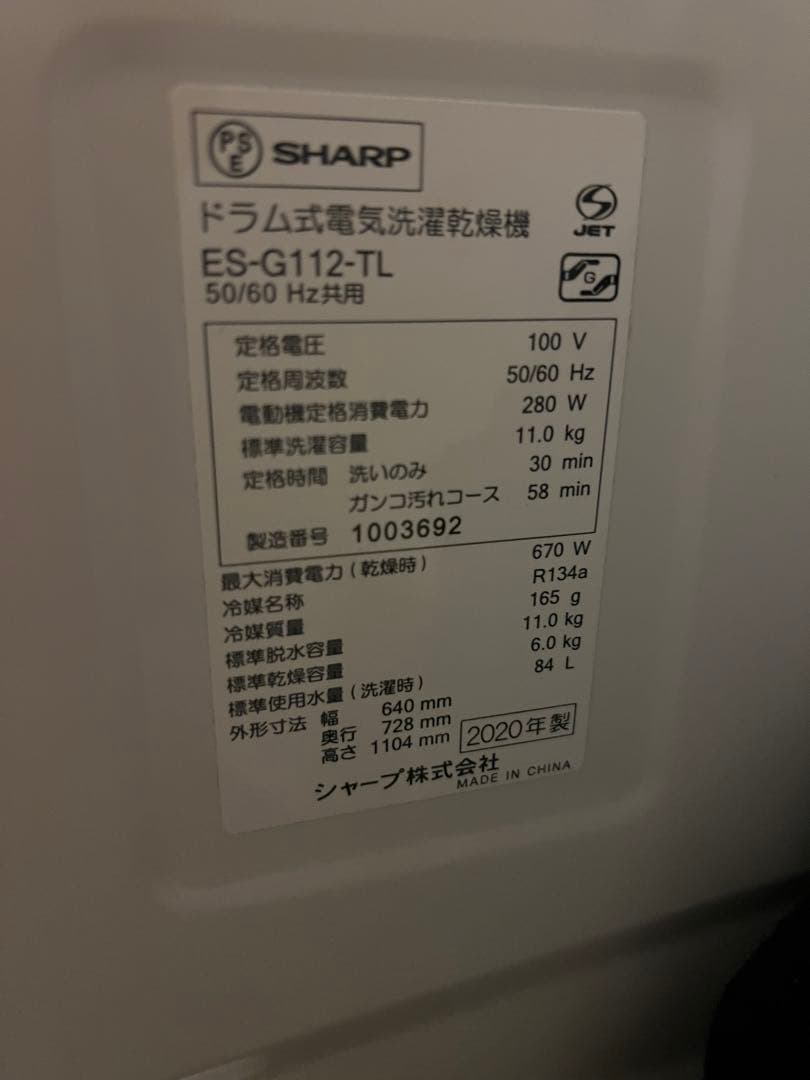 PSE SHARP
ドラム式電気洗濯乾燥機
JET
ES-G112-TL
G
50/60 Hz共用
定格電圧 100 V
定格周波数 50/60 Hz
電動機定格消費電力 280 W
標準洗濯容量 11.0 kg
定格時間 洗いのみ 30 min
ガンコ汚れコース 58 min
製造番号 1003692
最大消費電力(乾燥時) 670 W
冷媒名称 R134a
冷媒質量 165 g
標準脱水容量 11.0 kg
標準乾燥容量 6.0 kg
標準使用水量(洗濯時) 84 L
外形寸法 幅 640 mm
奥行 728 mm
高さ 1104 mm
2020年製
シャープ株式会社
MADE IN CHINA